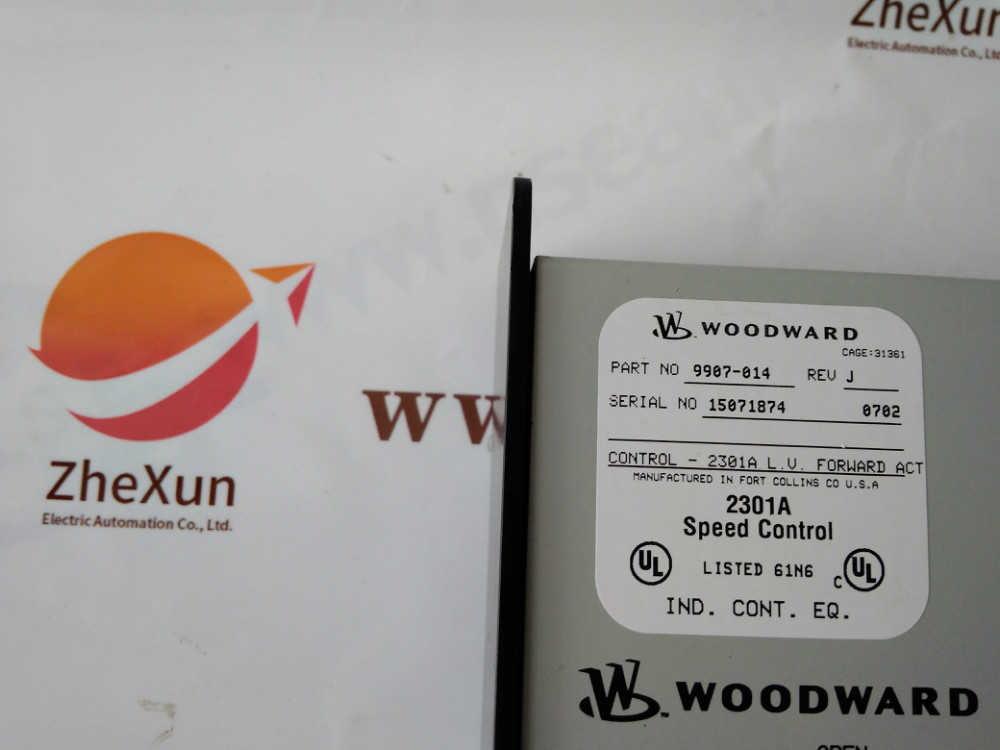 ZheXun
Electric Automation Co., Ltd.
WOODWARD
CAGE:31361
PART NO 9907-014 REV J
SERIAL NO 15071874 0702
CONTROL - 2301A L.V. FORWARD ACT
MANUFACTURED IN FORT COLLINS CO U.S.A
2301A
Speed Control
UL LISTED 61N6 c UL
IND. CONT. EQ.
WOODWARD
ZheXun
Electric Automation Co., Ltd.
ww
OPEN